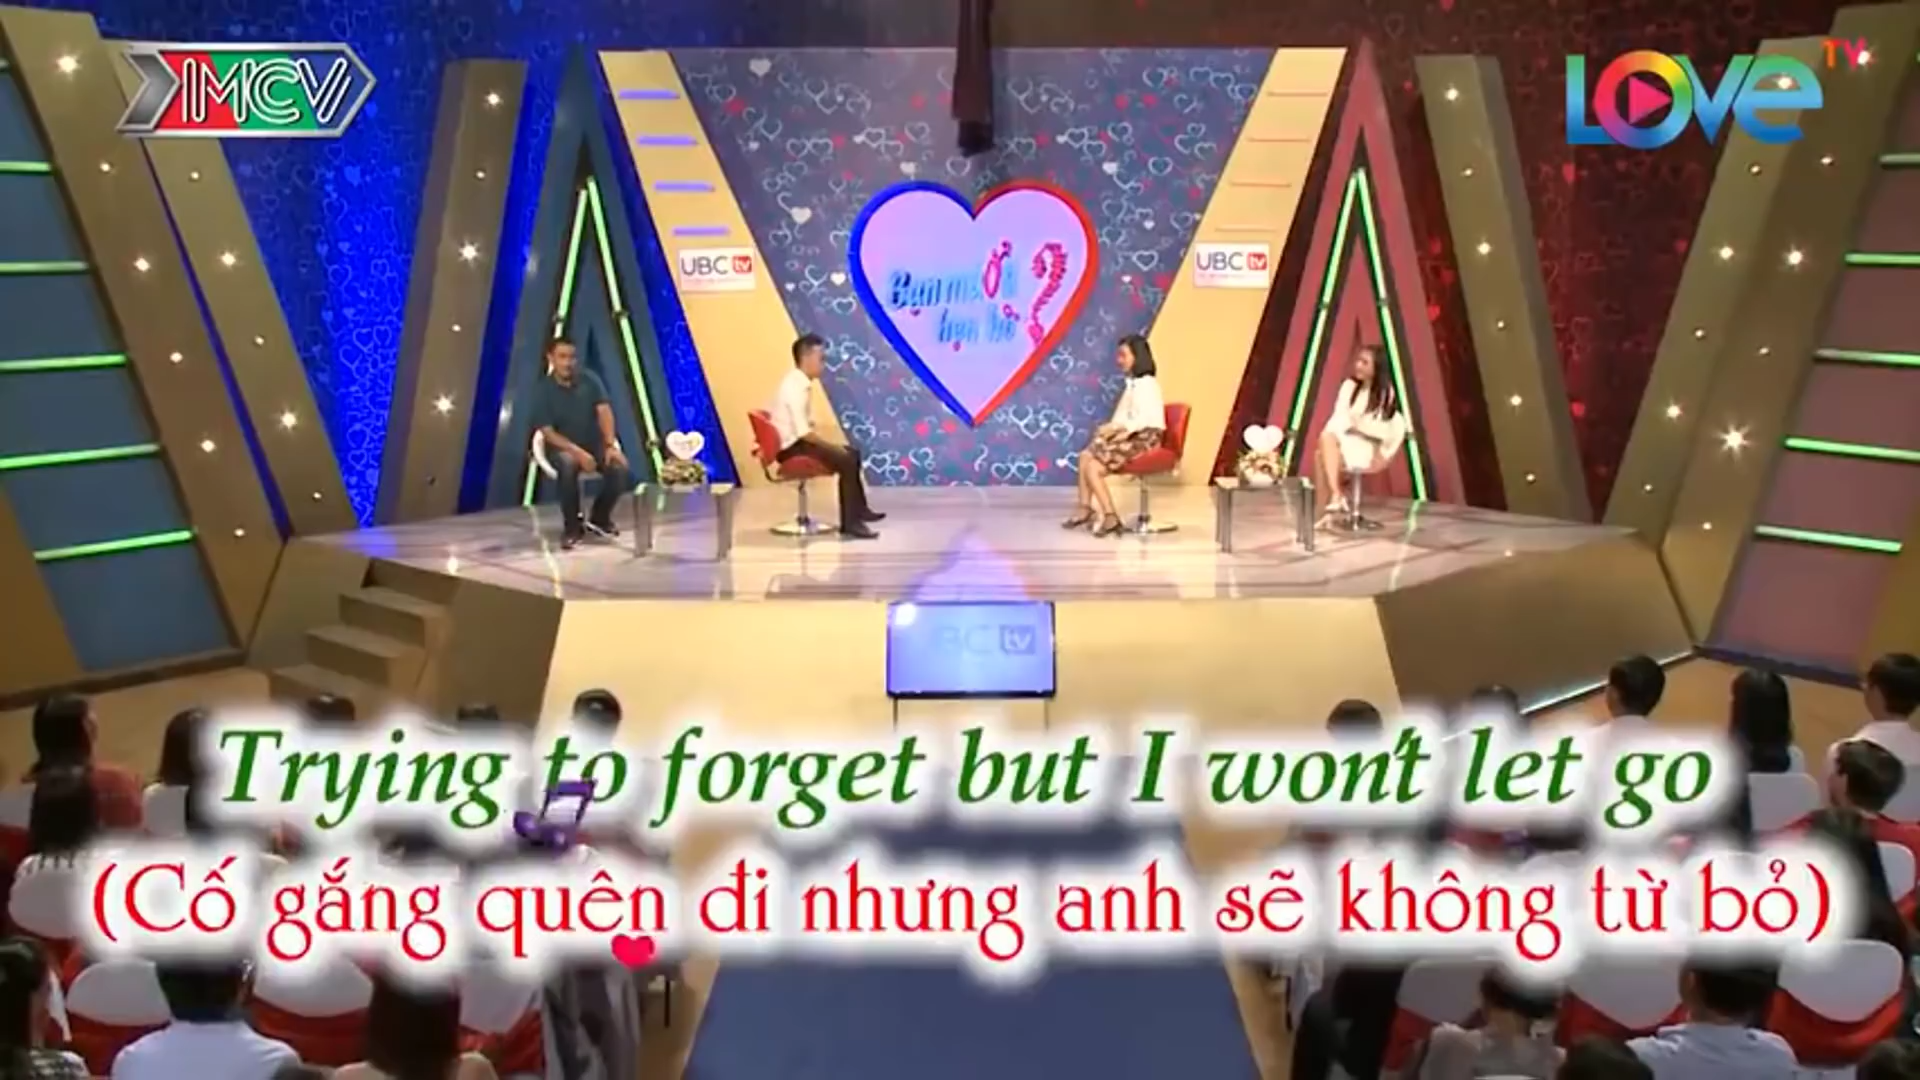 MCV
LOVE TV
UBC tv
UBC tv
Bạn muốn
hẹn hò ?
UBC tv
Trying to forget but I won't let go
(Cố gắng quên đi nhưng anh sẽ không từ bỏ)